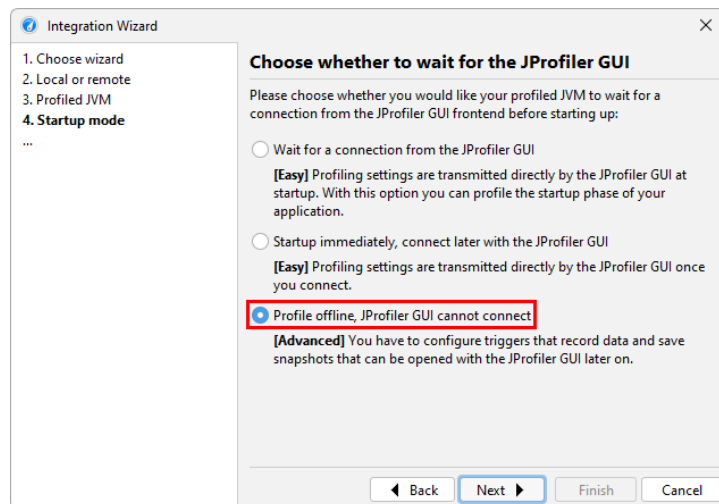 Integration Wizard
1. Choose wizard
2. Local or remote
3. Profiled JVM
4. Startup mode
...
Choose whether to wait for the JProfiler GUI
Please choose whether you would like your profiled JVM to wait for a
connection from the JProfiler GUI frontend before starting up:
Wait for a connection from the JProfiler GUI
[Easy] Profiling settings are transmitted directly by the JProfiler GUI at
startup. With this option you can profile the startup phase of your
application.
Startup immediately, connect later with the JProfiler GUI
[Easy] Profiling settings are transmitted directly by the JProfiler GUI once
you connect.
Profile offline, JProfiler GUI cannot connect
[Advanced] You have to configure triggers that record data and save
snapshots that can be opened with the JProfiler GUI later on.
Back Next Finish Cancel